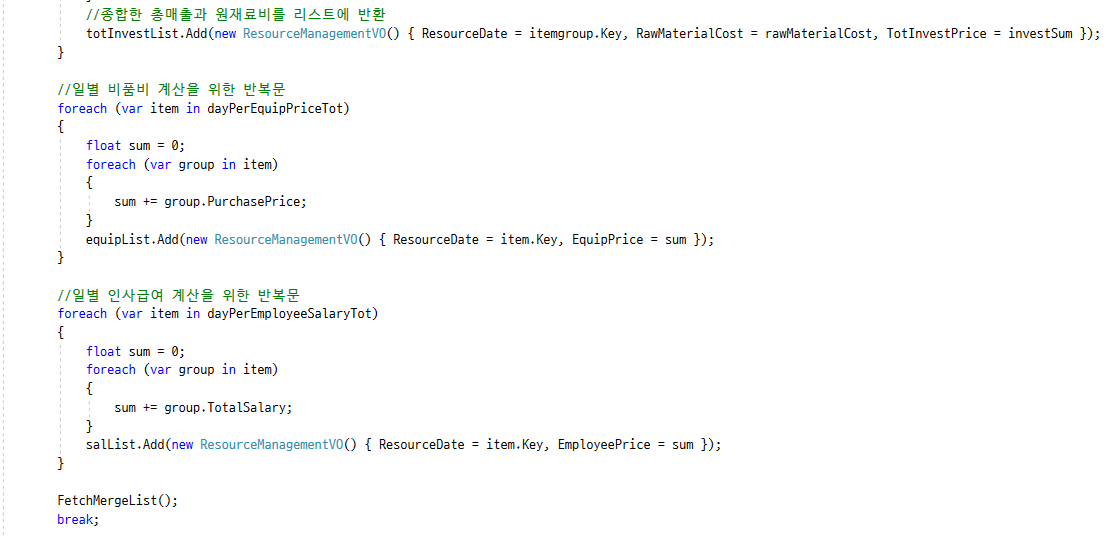 //종합한 총매출과 원재료비를 리스트에 반환
totInvestList.Add(new ResourceManagementVO() { ResourceDate = itemgroup.Key, RawMaterialCost = rawMaterialCost, TotInvestPrice = investSum });
}
//일별 비품비 계산을 위한 반복문
foreach (var item in dayPerEquipPriceTot)
{
float sum = 0;
foreach (var group in item)
{
sum += group.PurchasePrice;
}
equipList.Add(new ResourceManagementVO() { ResourceDate = item.Key, EquipPrice = sum });
}
//일별 인사급여 계산을 위한 반복문
foreach (var item in dayPerEmployeeSalaryTot)
{
float sum = 0;
foreach (var group in item)
{
sum += group.TotalSalary;
}
salList.Add(new ResourceManagementVO() { ResourceDate = item.Key, EmployeePrice = sum });
}
FetchMergeList();
break;